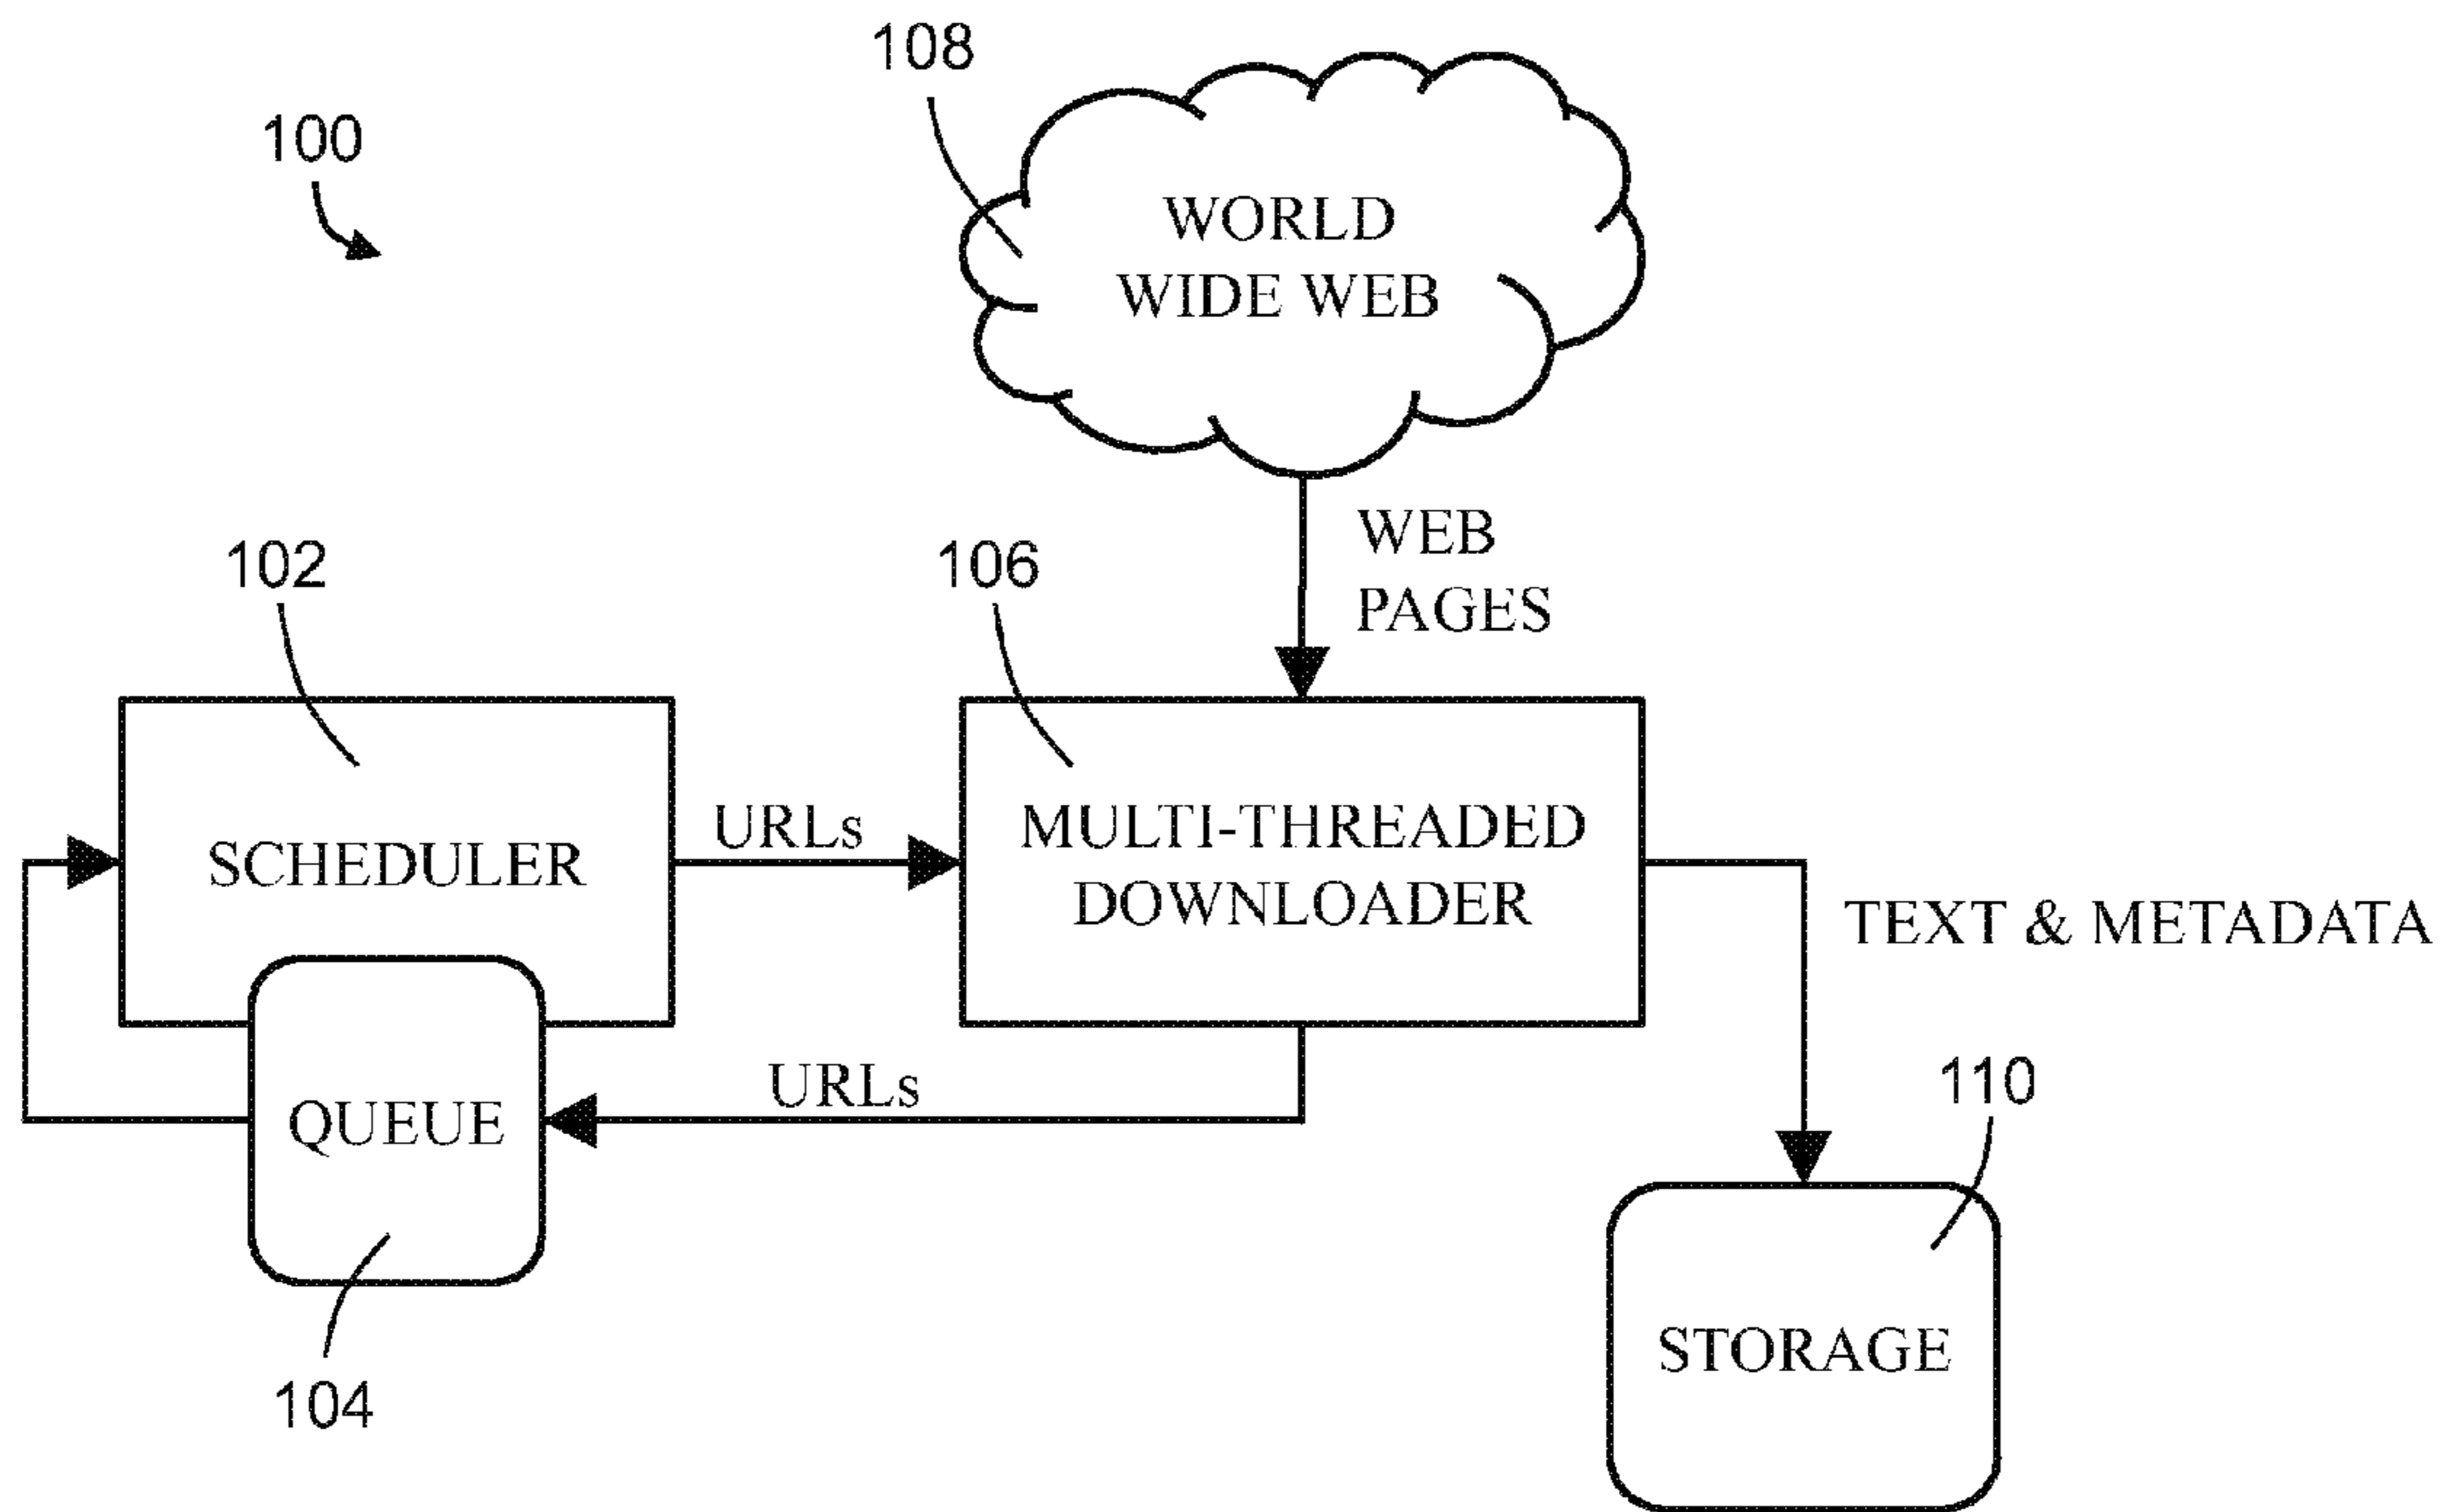 108
100
WORLD
WIDE WEB
WEB
PAGES
102
106
SCHEDULER
URLs
MULTI-THREADED
DOWNLOADER
TEXT & METADATA
QUEUE
URLs
110
STORAGE
104